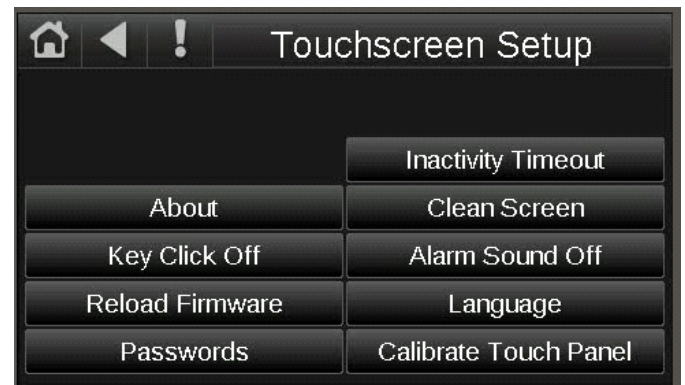 Touchscreen Setup
Inactivity Timeout
About
Clean Screen
Key Click Off
Alarm Sound Off
Reload Firmware
Language
Passwords
Calibrate Touch Panel